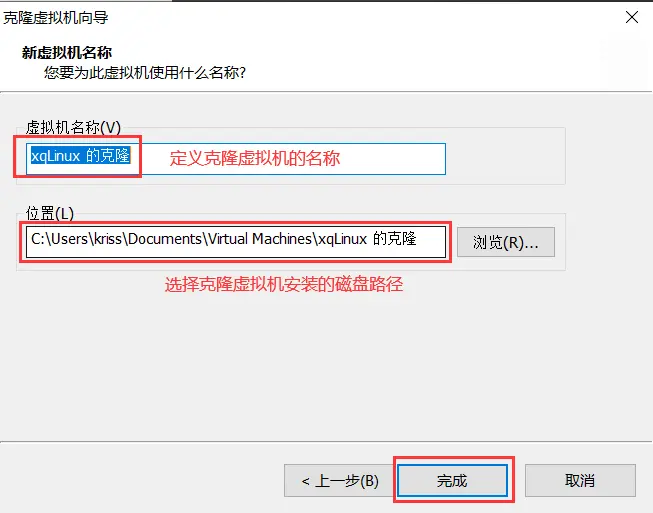 克隆虚拟机向导
新虚拟机名称
您要为此虚拟机使用什么名称?
虚拟机名称(V)
xqLinux 的克隆 定义克隆虚拟机的名称
位置(L)
C:\Users\kriss\Documents\Virtual Machines\xqLinux 的克隆 浏览(R)...
选择克隆虚拟机安装的磁盘路径
< 上一步(B) 完成 取消